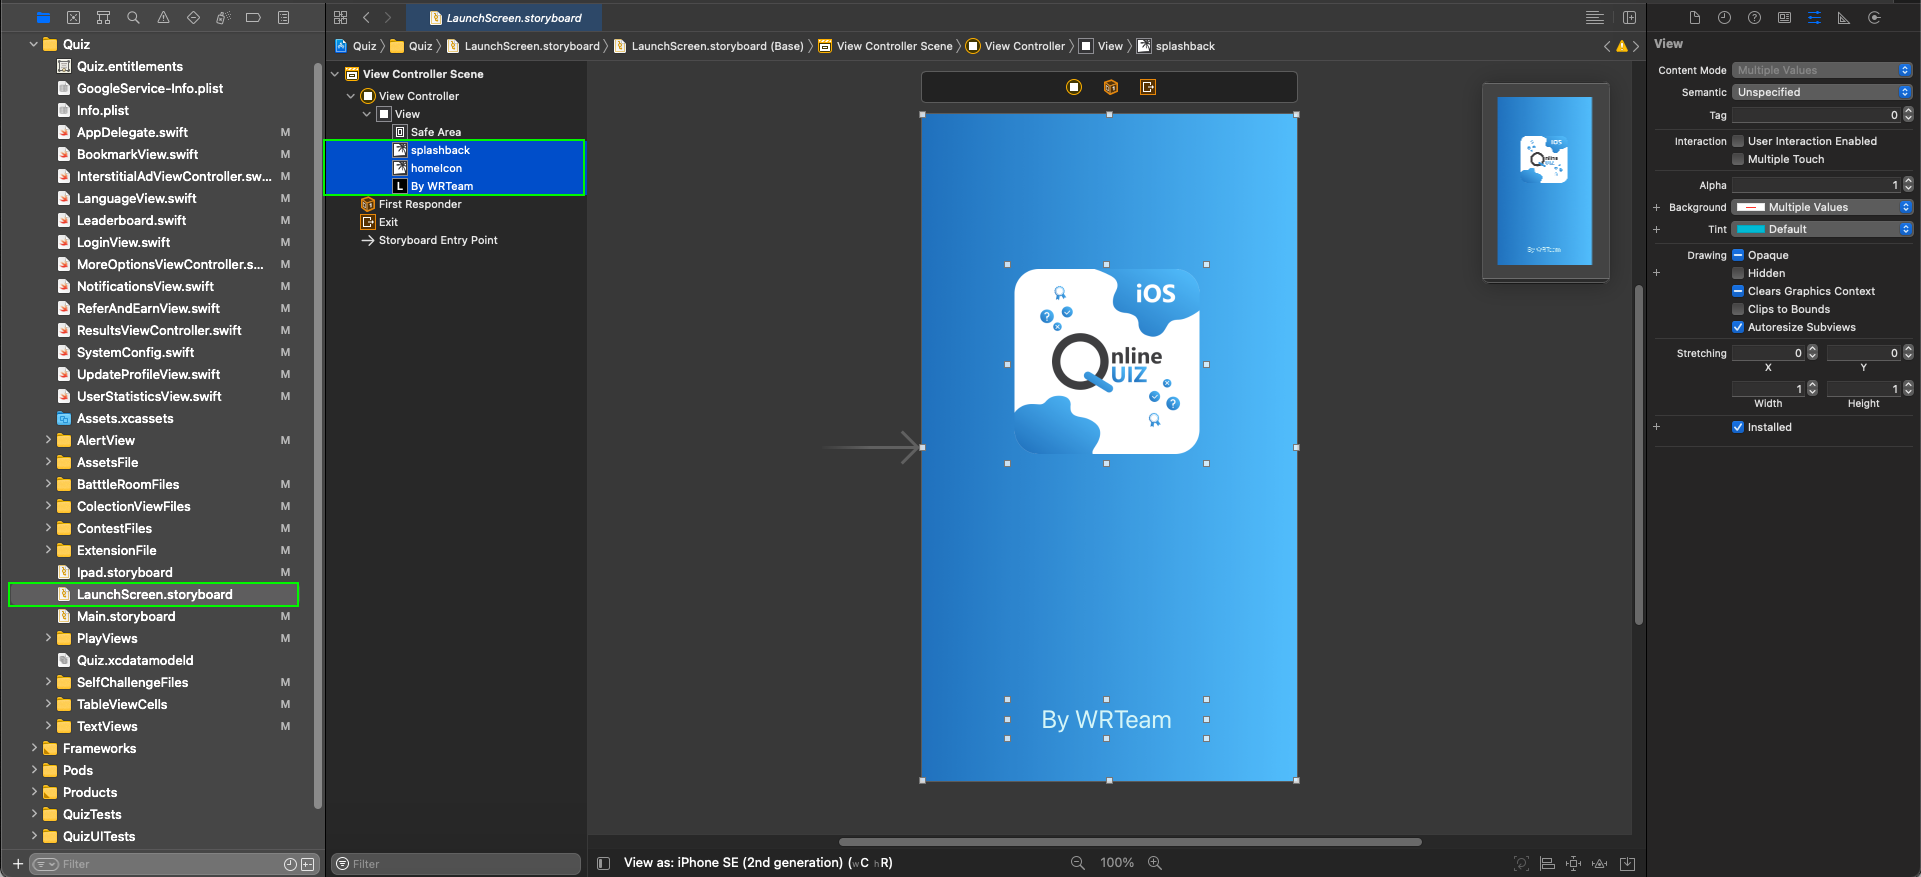 LaunchScreen.storyboard
Quiz
Quiz.entitlements
GoogleService-Info.plist
Info.plist
AppDelegate.swift M
BookmarkView.swift M
InterstitialAdViewController.sw... M
LanguageView.swift M
Leaderboard.swift M
LoginView.swift M
MoreOptionsViewController.s... M
NotificationsView.swift M
ReferAndEarnView.swift M
ResultsViewController.swift M
SystemConfig.swift M
UpdateProfileView.swift M
UserStatisticsView.swift M
Assets.xcassets
AlertView M
AssetsFile
BatttleRoomFiles M
ColectionViewFiles M
ContestFiles M
ExtensionFile M
Ipad.storyboard M
LaunchScreen.storyboard
Main.storyboard M
PlayViews M
Quiz.xcdatamodeld
SelfChallengeFiles M
TableViewCells M
TextViews M
Frameworks
Pods
Products
QuizTests
QuizUITests
Filter
Quiz Quiz LaunchScreen.storyboard LaunchScreen.storyboard (Base) View Controller Scene View Controller View splashback
View Controller Scene
View Controller
View
Safe Area
splashback
homeIcon
L By WRTeam
First Responder
Exit
Storyboard Entry Point
Filter
iOS
Online
QUIZ
By WRTeam
iOS
Online
QUIZ
By WRTeam
View as: iPhone SE (2nd generation) (wC hR)
100%
View
Content Mode Multiple Values
Semantic Unspecified
Tag 0
Interaction User Interaction Enabled
Multiple Touch
Alpha 1
Background Multiple Values
Tint Default
Drawing Opaque
Hidden
Clears Graphics Context
Clips to Bounds
Autoresize Subviews
Stretching 0 0
X Y
1 1
Width Height
Installed